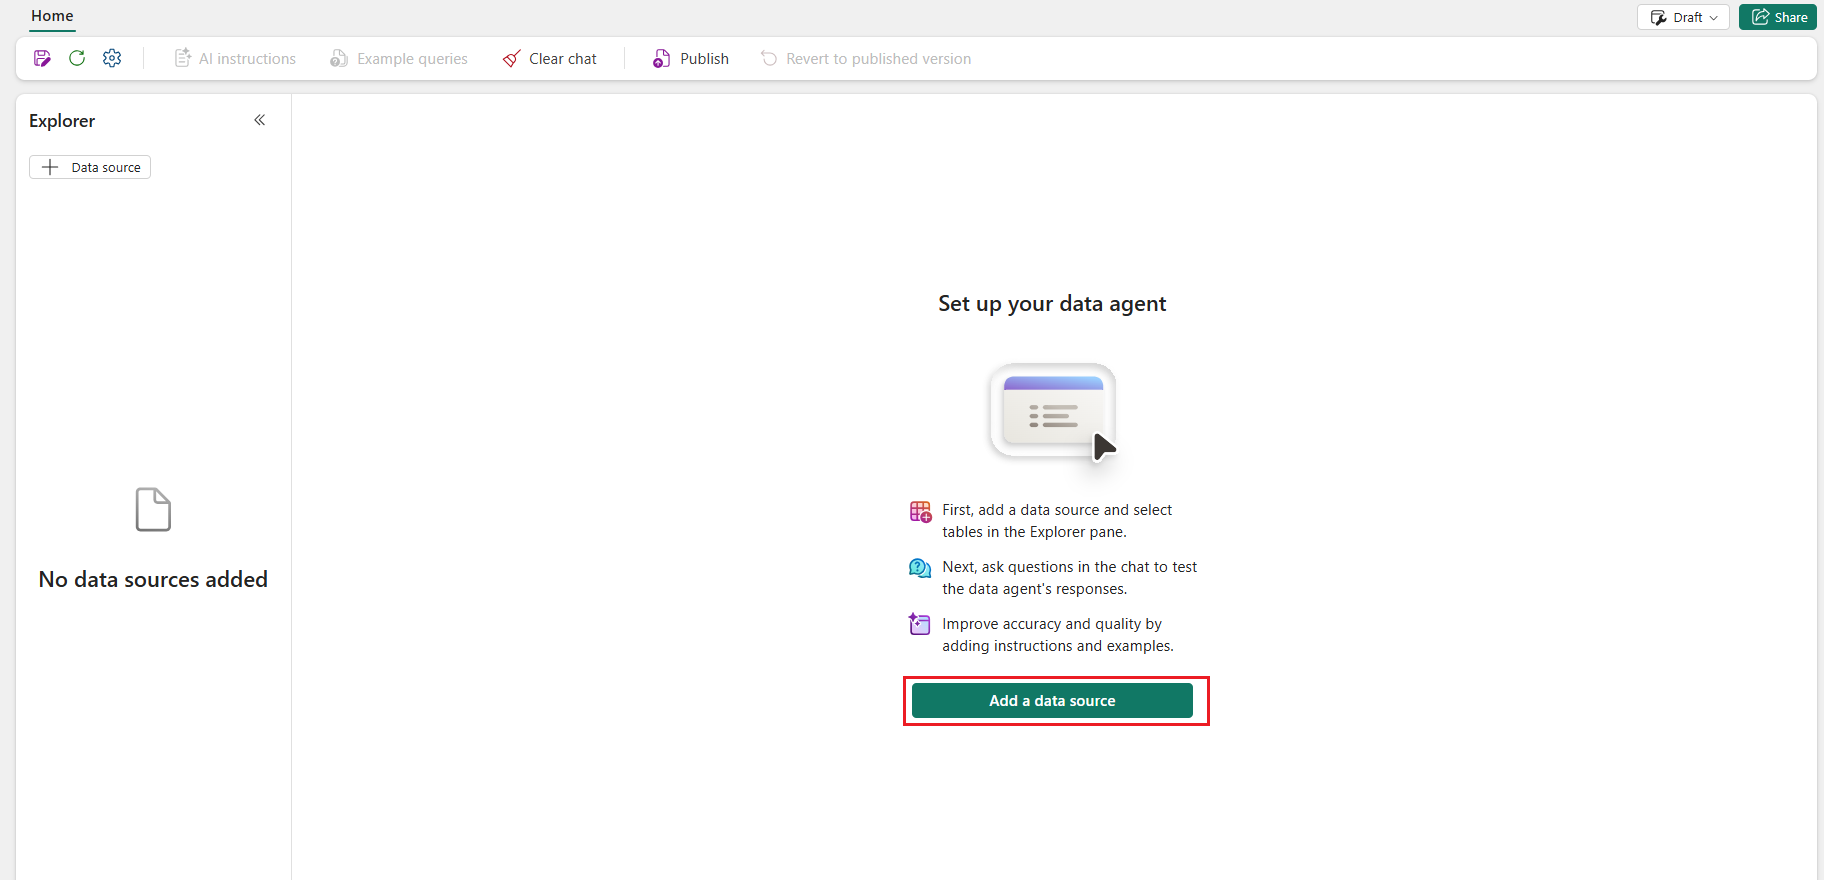 Home
Draft
Share
AI instructions
Example queries
Clear chat
Publish
Revert to published version
Explorer
Data source
No data sources added
Set up your data agent
First, add a data source and select
tables in the Explorer pane.
Next, ask questions in the chat to test
the data agent's responses.
Improve accuracy and quality by
adding instructions and examples.
Add a data source